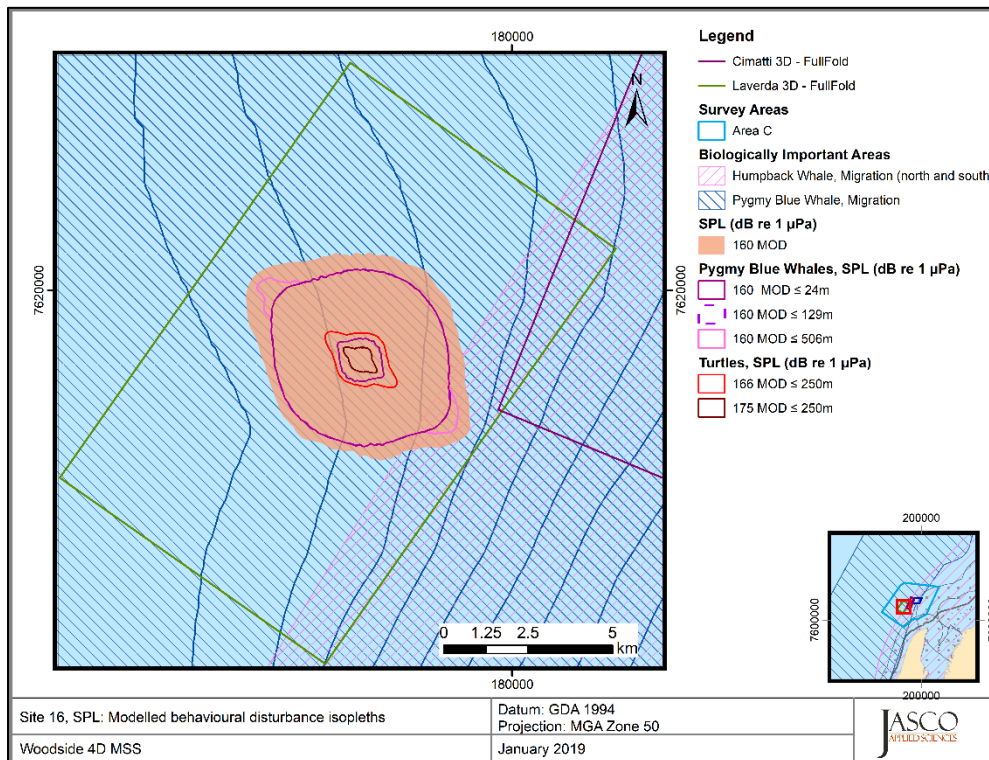 180000
7620000
7620000
180000
N
0 1.25 2.5 5
km
Legend
Cimatti 3D - FullFold
Laverda 3D - FullFold
Survey Areas
Area C
Biologically Important Areas
Humpback Whale, Migration (north and south
Pygmy Blue Whale, Migration
SPL (dB re 1 µPa)
160 MOD
Pygmy Blue Whales, SPL (dB re 1 µPa)
160 MOD ≤ 24m
160 MOD ≤ 129m
160 MOD ≤ 506m
Turtles, SPL (dB re 1 µPa)
166 MOD ≤ 250m
175 MOD ≤ 250m
200000
7600000
200000
Site 16, SPL: Modelled behavioural disturbance isopleths
Datum: GDA 1994
Projection: MGA Zone 50
Woodside 4D MSS
January 2019
JASCO
APPLIED SCIENCES